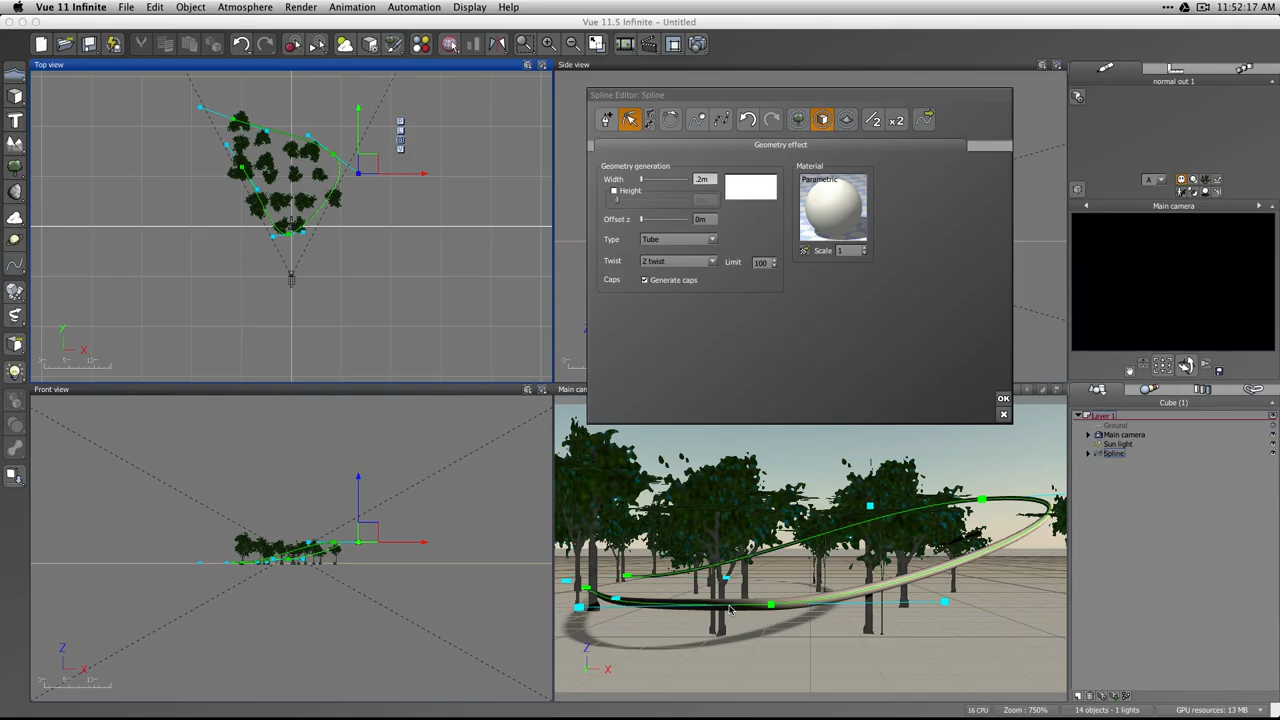 Vue 11 Infinite File Edit Object Atmosphere Render Animation Automation Display Help 11:52:17 AM
Vue 11.5 Infinite - Untitled
Top view
Side view
Spline Editor: Spline
normal out 1
Geometry effect
Geometry generation
Width .2m
Height
Offset z 0m
Type Tube
Twist Z twist Limit 100
Caps Generate caps
Material
Parametric
Scale 1
A
Main camera
OK
Front view
Main cam
Cube (1)
Layer 1
Ground
Main camera
Sun light
Spline
Y
X
Z
X
Z
X
16 CPU Zoom : 750% 14 objects - 1 lights GPU resources: 13 MB